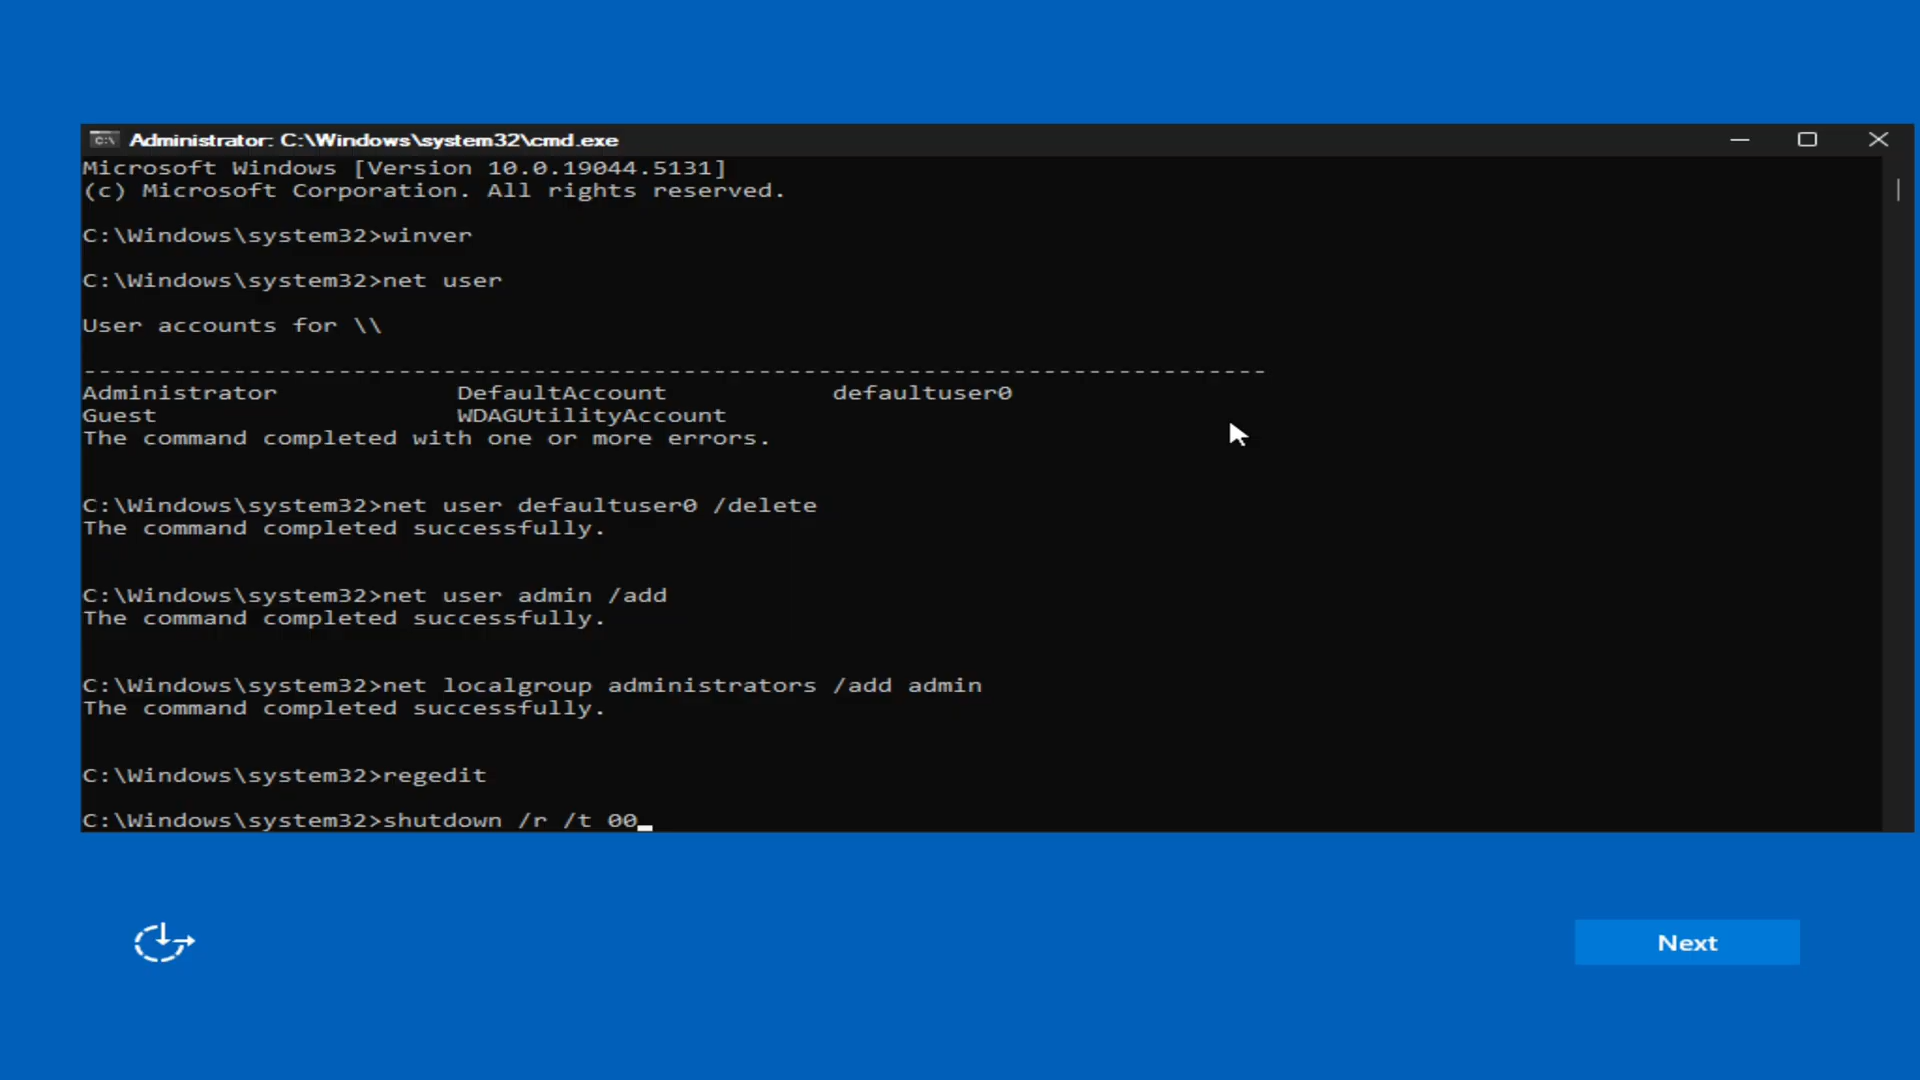 Administrator: C:\Windows\system32\cmd.exe
Microsoft Windows [Version 10.0.19044.5131]
(c) Microsoft Corporation. All rights reserved.
C:\Windows\system32>winver
C:\Windows\system32>net user
User accounts for \\
-------------------------------------------------------------------------------
Administrator            DefaultAccount           defaultuser0
Guest                    WDAGUtilityAccount
The command completed with one or more errors.
C:\Windows\system32>net user defaultuser0 /delete
The command completed successfully.
C:\Windows\system32>net user admin /add
The command completed successfully.
C:\Windows\system32>net localgroup administrators /add admin
The command completed successfully.
C:\Windows\system32>regedit
C:\Windows\system32>shutdown /r /t 00
Next